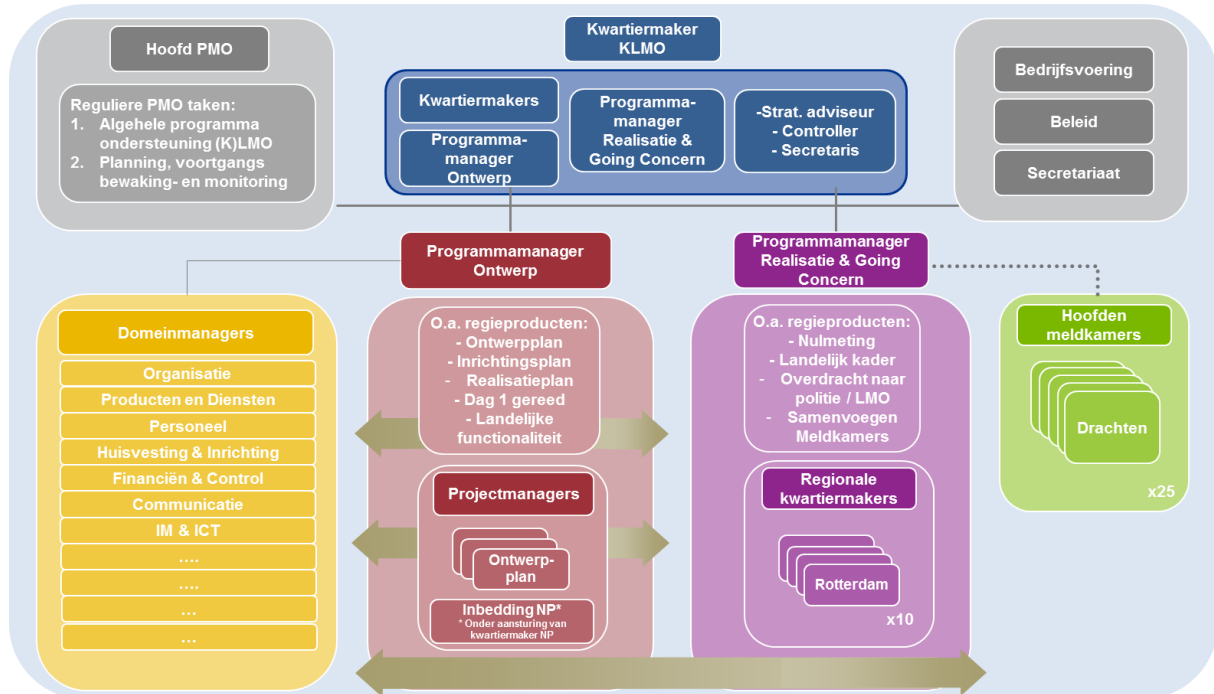 Hoofd PMO
Reguliere PMO taken:
1. Algehele programma
ondersteuning (K)LMO
2. Planning, voortgangs
bewaking- en monitoring
Kwartiermaker
KLMO
Kwartiermakers
Programma-
manager
Ontwerp
Programma-
manager
Realisatie &
Going Concern
-Strat. adviseur
- Controller
- Secretaris
Bedrijfsvoering
Beleid
Secretariaat
Programmamanager
Ontwerp
Programmamanager
Realisatie & Going
Concern
Domeinmanagers
Organisatie
Producten en Diensten
Personeel
Huisvesting & Inrichting
Financiën & Control
Communicatie
IM & ICT
....
....
...
...
O.a. regieproducten:
- Ontwerpplan
- Inrichtingsplan
- Realisatieplan
- Dag 1 gereed
- Landelijke
functionaliteit
Projectmanagers
Ontwerp-
plan
Inbedding NP*
* Onder aansturing van
kwartiermaker NP
O.a. regieproducten:
- Nulmeting
- Landelijk kader
- Overdracht naar
politie / LMO
- Samenvoegen
Meldkamers
Regionale
kwartiermakers
Rotterdam
x10
Hoofden
meldkamers
Drachten
x25